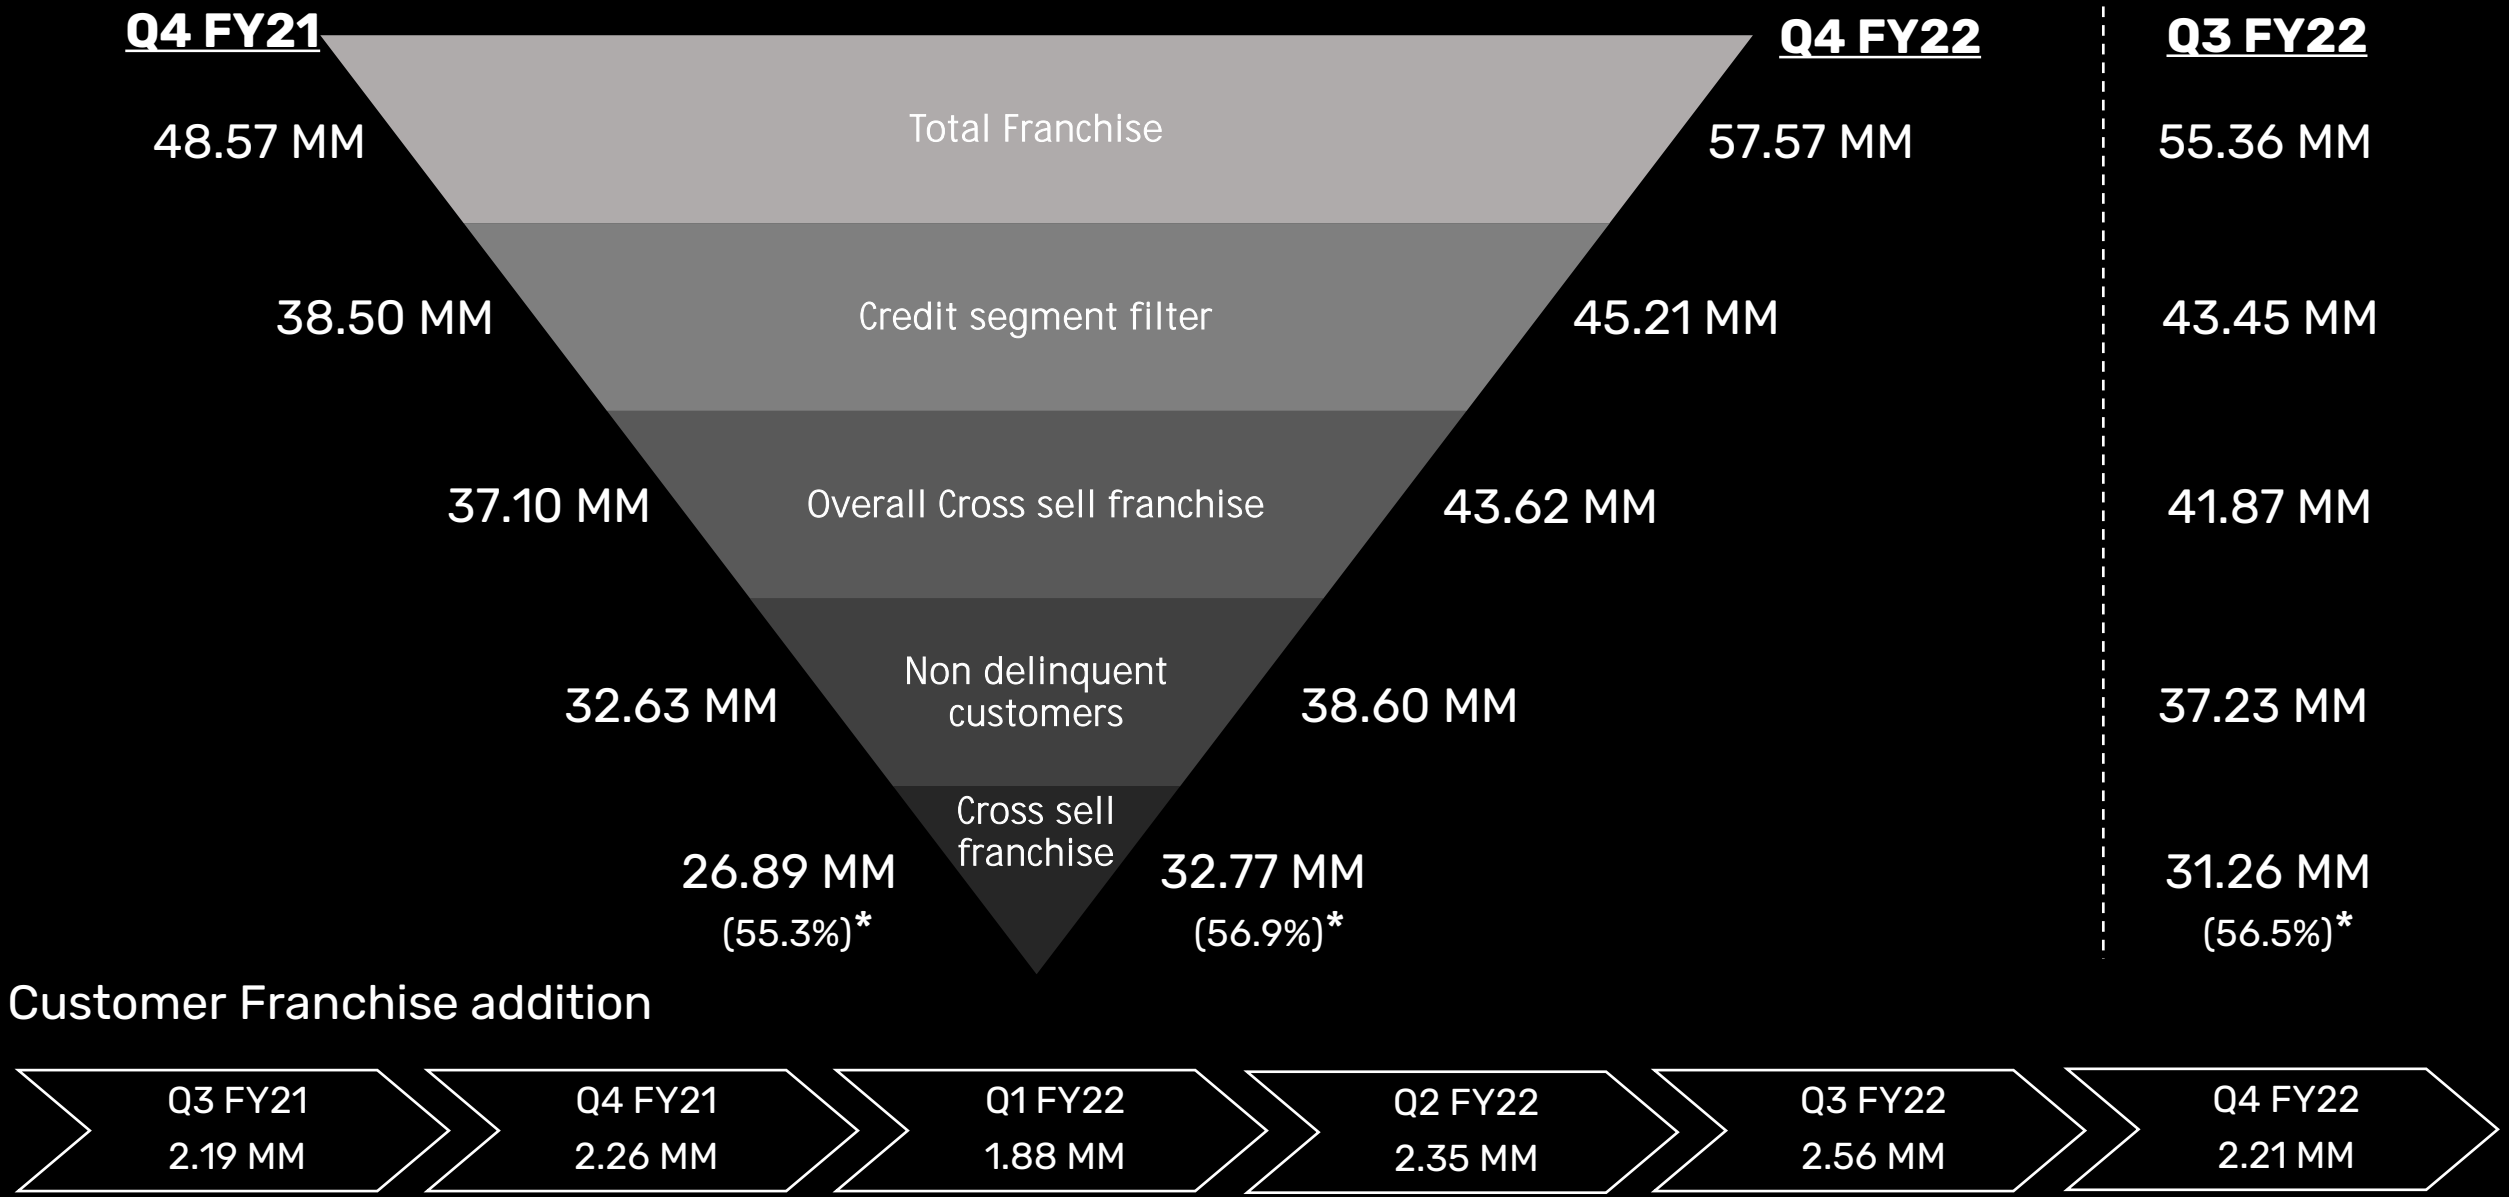 Q4 FY21
Q4 FY22
Q3 FY22
48.57 MM
Total Franchise
57.57 MM
55.36 MM
38.50 MM
Credit segment filter
45.21 MM
43.45 MM
37.10 MM
Overall Cross sell franchise
43.62 MM
41.87 MM
32.63 MM
Non delinquent
customers
38.60 MM
37.23 MM
Cross sell
franchise
26.89 MM
(55.3%)*
32.77 MM
(56.9%)*
31.26 MM
(56.5%)*
Customer Franchise addition
Q3 FY21
2.19 MM
Q4 FY21
2.26 MM
Q1 FY22
1.88 MM
Q2 FY22
2.35 MM
Q3 FY22
2.56 MM
Q4 FY22
2.21 MM